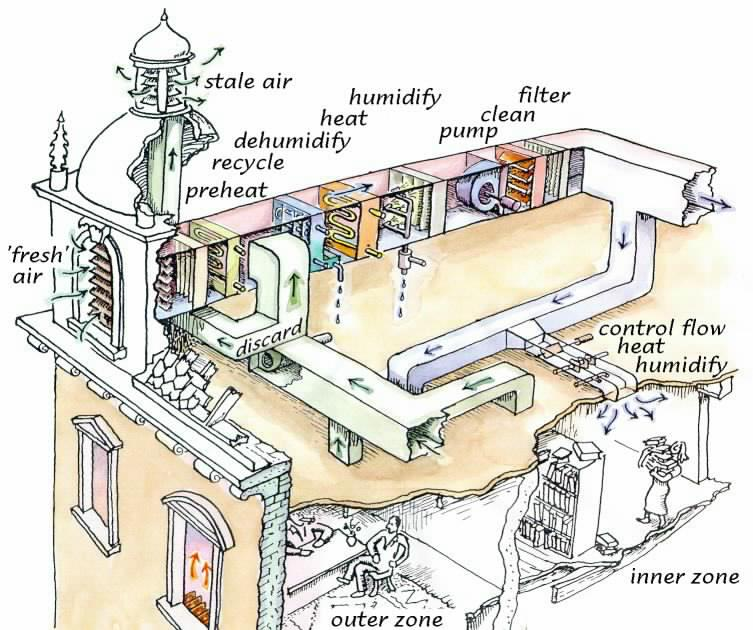 stale air
humidify
heat
dehumidify
recycle
preheat
filter
clean
pump
'fresh'
air
discard
control flow
heat
humidify
inner zone
outer zone